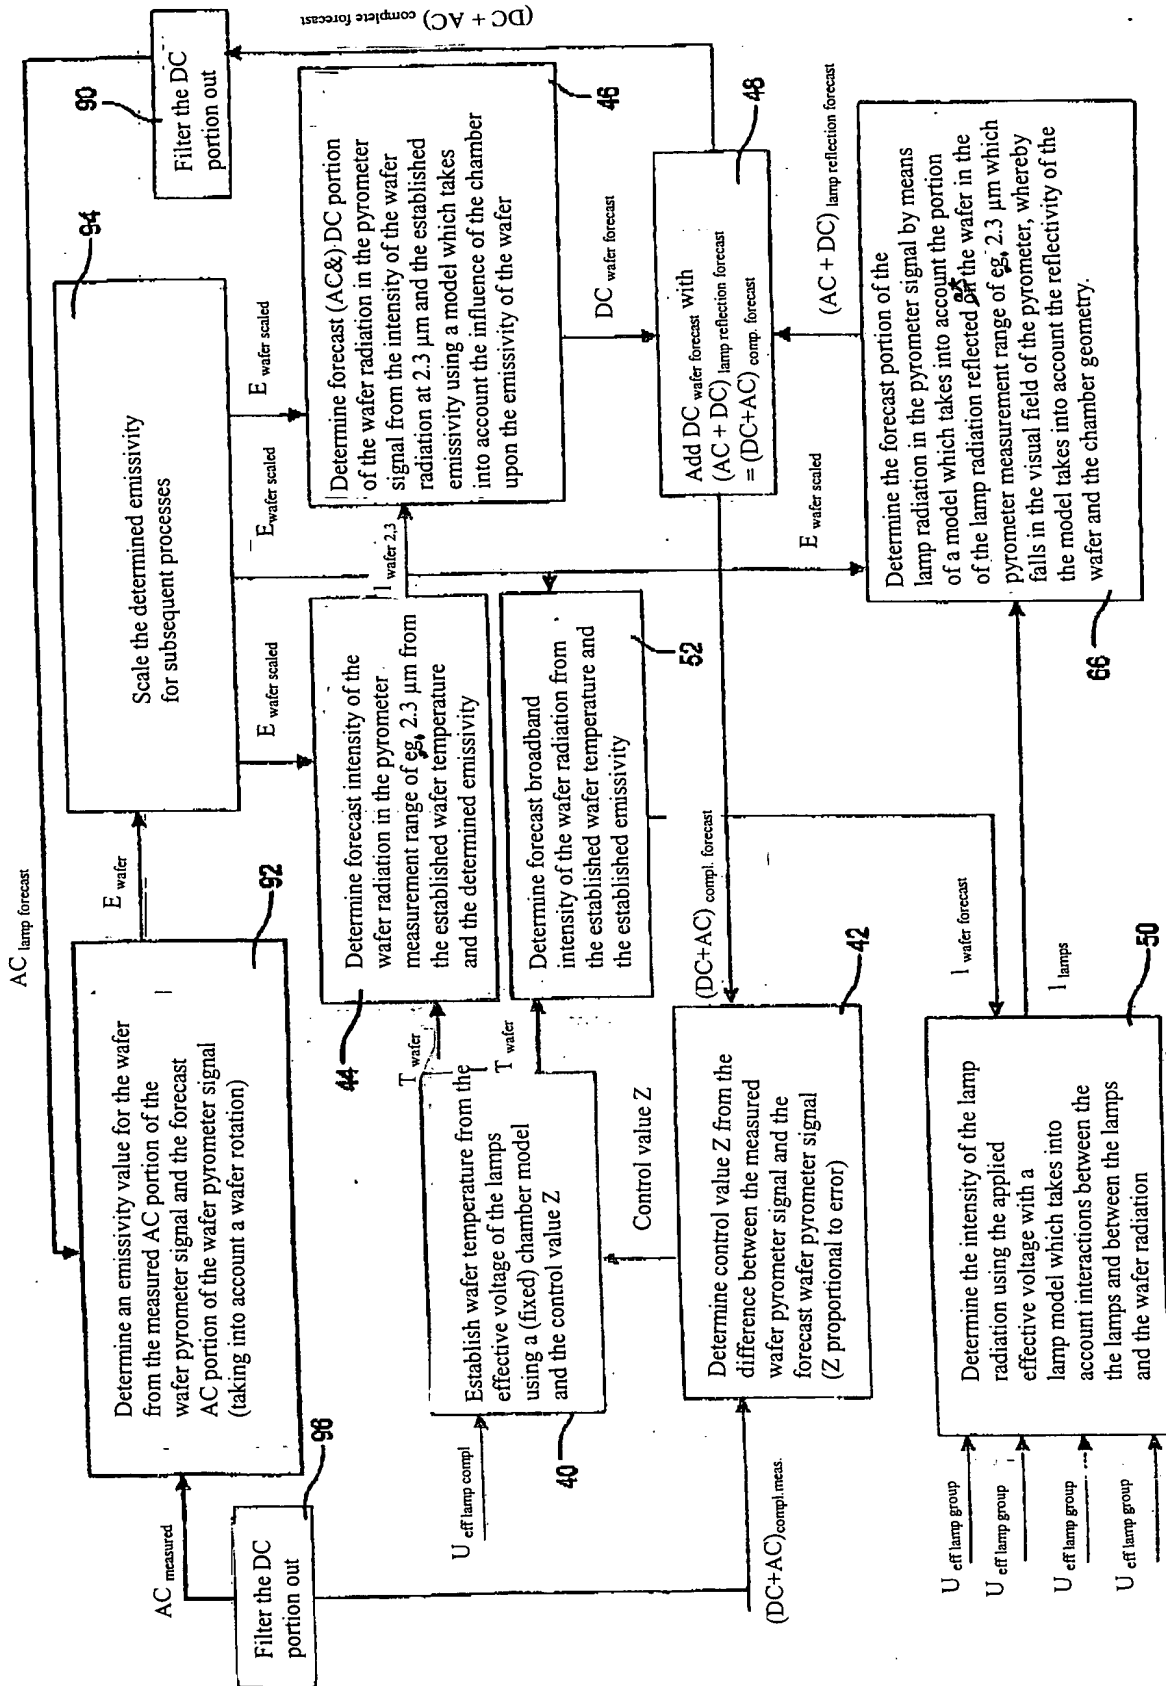 AC lamp forecast
Filter the DC
portion out
90
(DC + AC) complete forecast
AC measured
Filter the DC
portion out
96
Determine an emissivity value for the wafer
from the measured AC portion of the
wafer pyrometer signal and the forecast
AC portion of the wafer pyrometer signal
(taking into account a wafer rotation)
92
E wafer
Scale the determined emissivity
for subsequent processes
94
E wafer scaled
E wafer scaled
E wafer scaled
Determine forecast intensity of the
wafer radiation in the pyrometer
measurement range of eg. 2.3 μm from
the established wafer temperature
and the determined emissivity
44
I wafer 2,3
Determine forecast (AC&) DC portion
of the wafer radiation in the pyrometer
signal from the intensity of the wafer
radiation at 2.3 μm and the established
emissivity using a model which takes
into account the influence of the chamber
upon the emissivity of the wafer
46
T wafer
T wafer
Establish wafer temperature from the
effective voltage of the lamps
using a (fixed) chamber model
and the control value Z
40
U eff lamp compl
Determine forecast broadband
intensity of the wafer radiation from
the established wafer temperature and
the established emissivity
52
DC wafer forecast
Add DC wafer forecast with
(AC + DC) lamp reflection forecast
= (DC+AC) comp. forecast
48
Control value Z
(DC+AC) compl. forecast
E wafer scaled
(AC + DC) lamp reflection forecast
(DC+AC) compl.meas.
Determine control value Z from the
difference between the measured
wafer pyrometer signal and the
forecast wafer pyrometer signal
(Z proportional to error)
42
Determine the forecast portion of the
lamp radiation in the pyrometer signal by means
of a model which takes into account the portion
of the lamp radiation reflected the wafer in the
pyrometer measurement range of eg. 2.3 μm which
falls in the visual field of the pyrometer, whereby
the model takes into account the reflectivity of the
wafer and the chamber geometry.
66
I wafer forecast
I lamps
U eff lamp group
U eff lamp group
U eff lamp group
U eff lamp group
Determine the intensity of the lamp
radiation using the applied
effective voltage with a
lamp model which takes into
account interactions between the
the lamps and between the lamps
and the wafer radiation
50